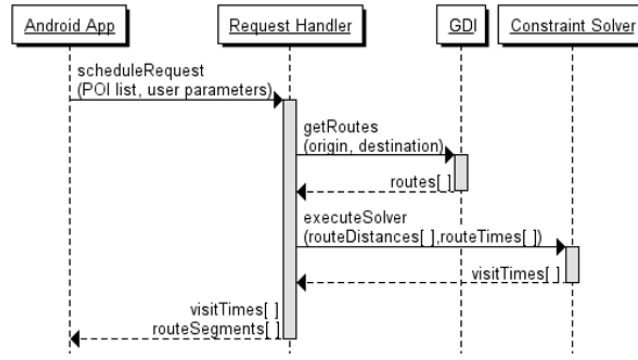 Android App
Request Handler
GDI
Constraint Solver
scheduleRequest
(POI list, user parameters)
getRoutes
(origin, destination)
routes[ ]
executeSolver
(routeDistances[ ],routeTimes[ ])
visitTimes[ ]
visitTimes[ ]
routeSegments[ ]